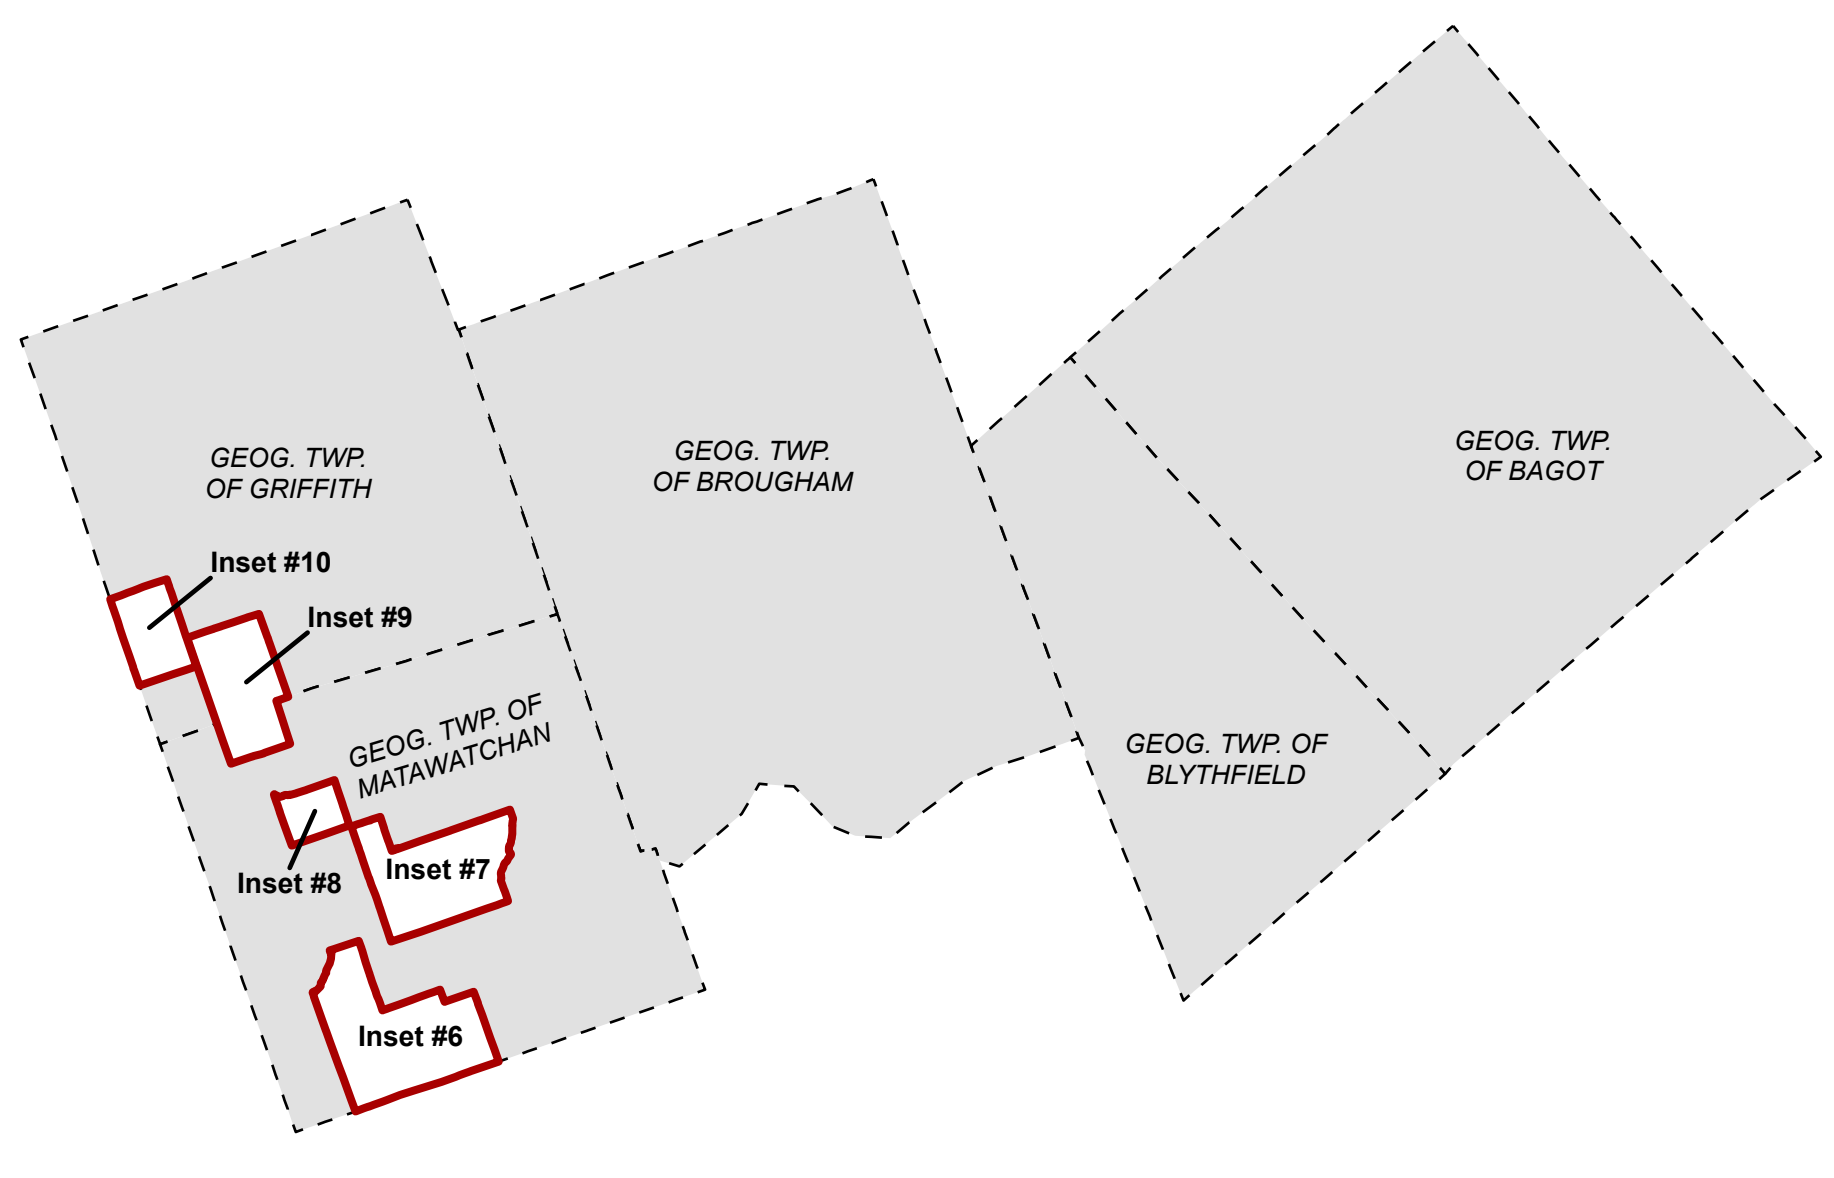 GEOG. TWP.
OF GRIFFITH
GEOG. TWP.
OF BROUGHAM
GEOG. TWP.
OF BAGOT
Inset #10
Inset #9
GEOG. TWP. OF
MATAWATCHAN
GEOG. TWP. OF
BLYTHFIELD
Inset #8
Inset #7
Inset #6